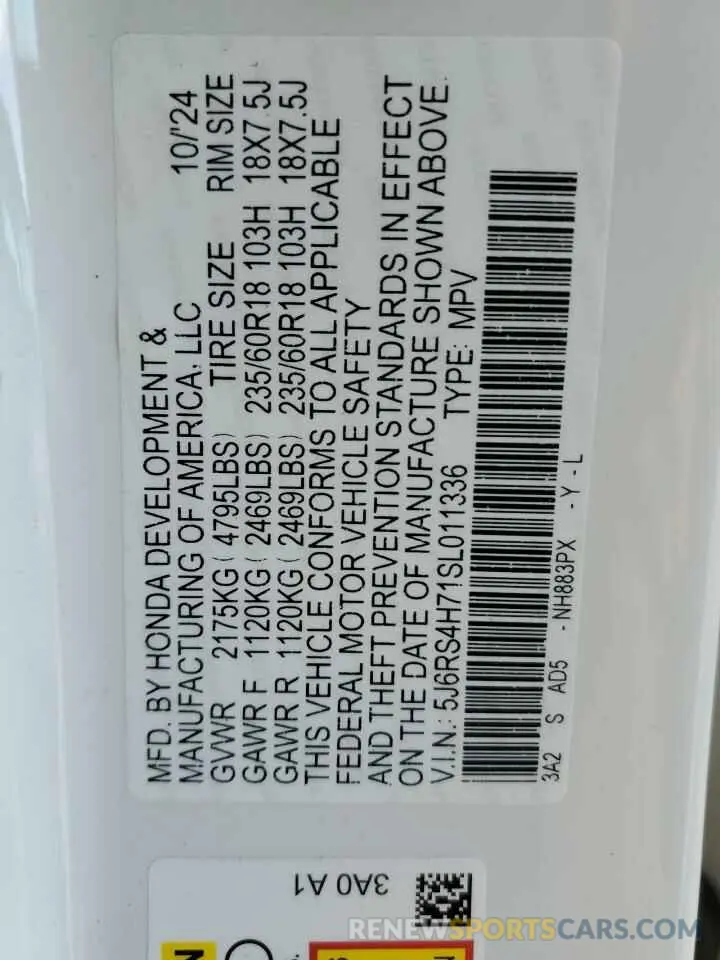 MFD. BY HONDA DEVELOPMENT &
MANUFACTURING OF AMERICA, LLC 10/'24
GVWR 2175KG ( 4795LBS) TIRE SIZE RIM SIZE
GAWR F 1120KG ( 2469LBS) 235/60R18 103H 18X7.5J
GAWR R 1120KG ( 2469LBS) 235/60R18 103H 18X7.5J
THIS VEHICLE CONFORMS TO ALL APPLICABLE
FEDERAL MOTOR VEHICLE SAFETY
AND THEFT PREVENTION STANDARDS IN EFFECT
ON THE DATE OF MANUFACTURE SHOWN ABOVE.
V.I.N.: 5J6RS4H71SL011336 TYPE: MPV
3A2 S AD5 - NH883PX - Y - L
3A0 A1
RENEWSPORTSCARS.COM